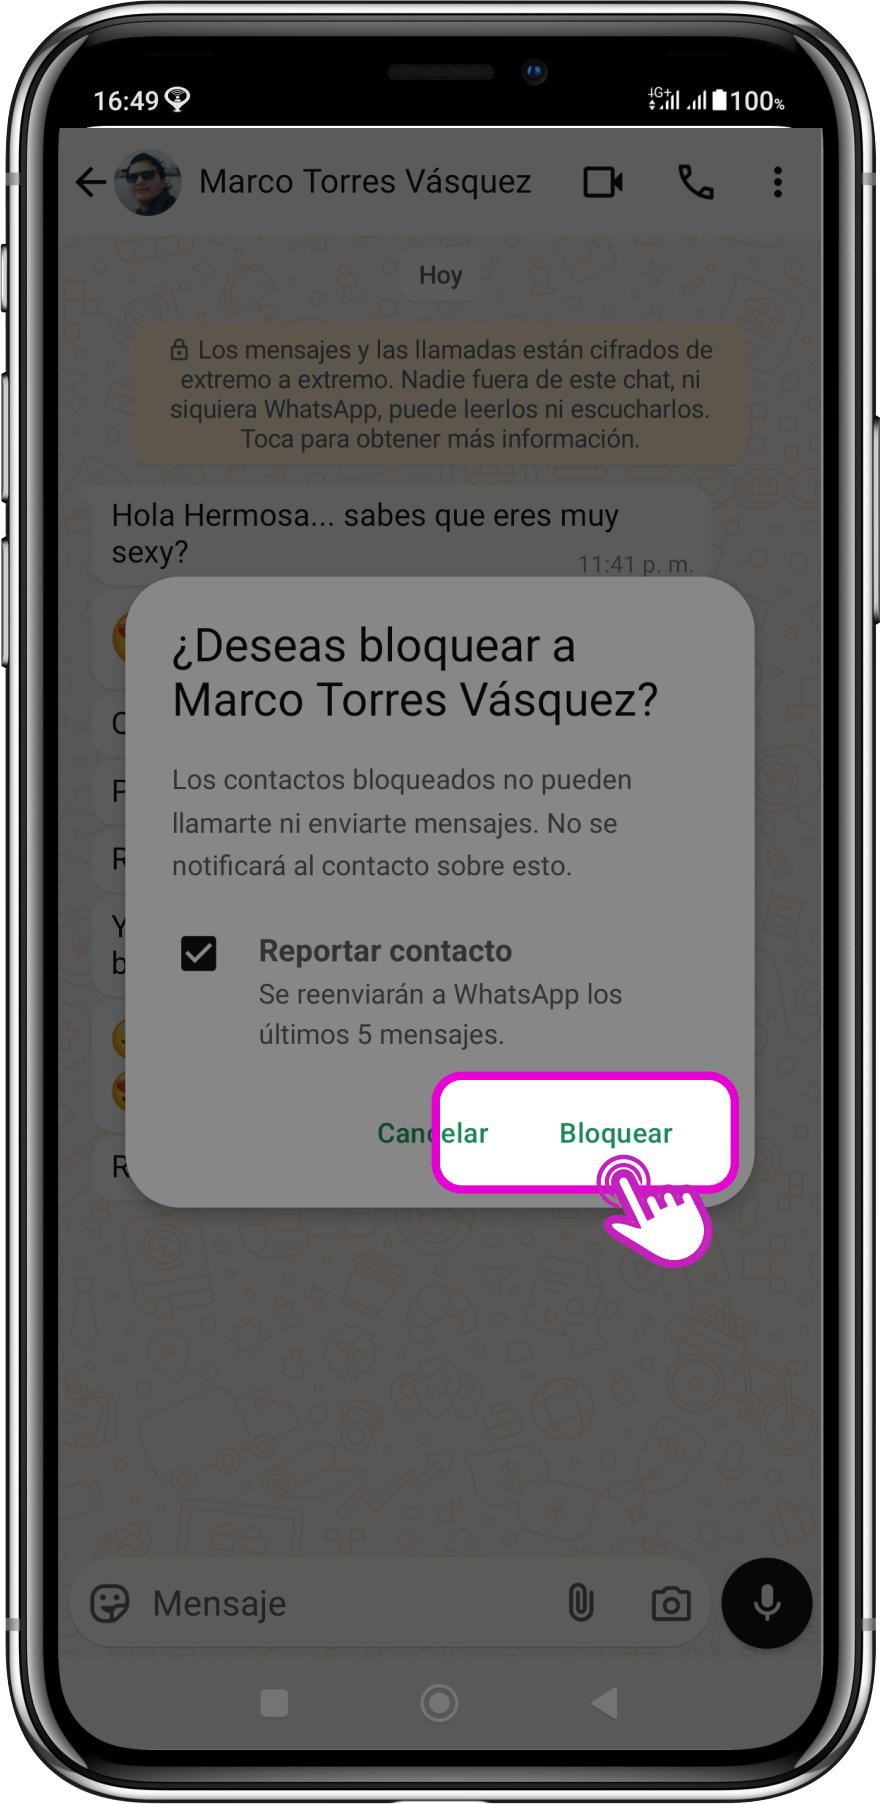 16:49
4G+
100%
Marco Torres Vásquez
Hoy
Los mensajes y las llamadas están cifrados de
extremo a extremo. Nadie fuera de este chat, ni
siquiera WhatsApp, puede leerlos ni escucharlos.
Toca para obtener más información.
Hola Hermosa... sabes que eres muy
sexy?
11:41 p. m.
¿Deseas bloquear a
Marco Torres Vásquez?
Los contactos bloqueados no pueden
llamarte ni enviarte mensajes. No se
notificará al contacto sobre esto.
Reportar contacto
Se reenviarán a WhatsApp los
últimos 5 mensajes.
Cancelar
Bloquear
Mensaje